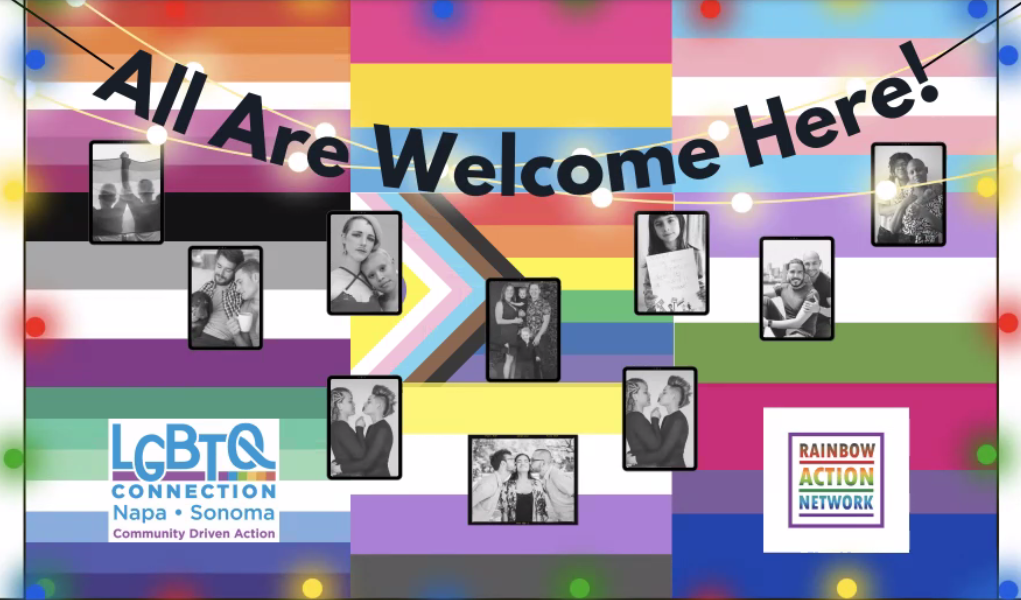 All Are Welcome Here!
LGBTQ
CONNECTION
Napa • Sonoma
Community Driven Action
RAINBOW
ACTION
NETWORK